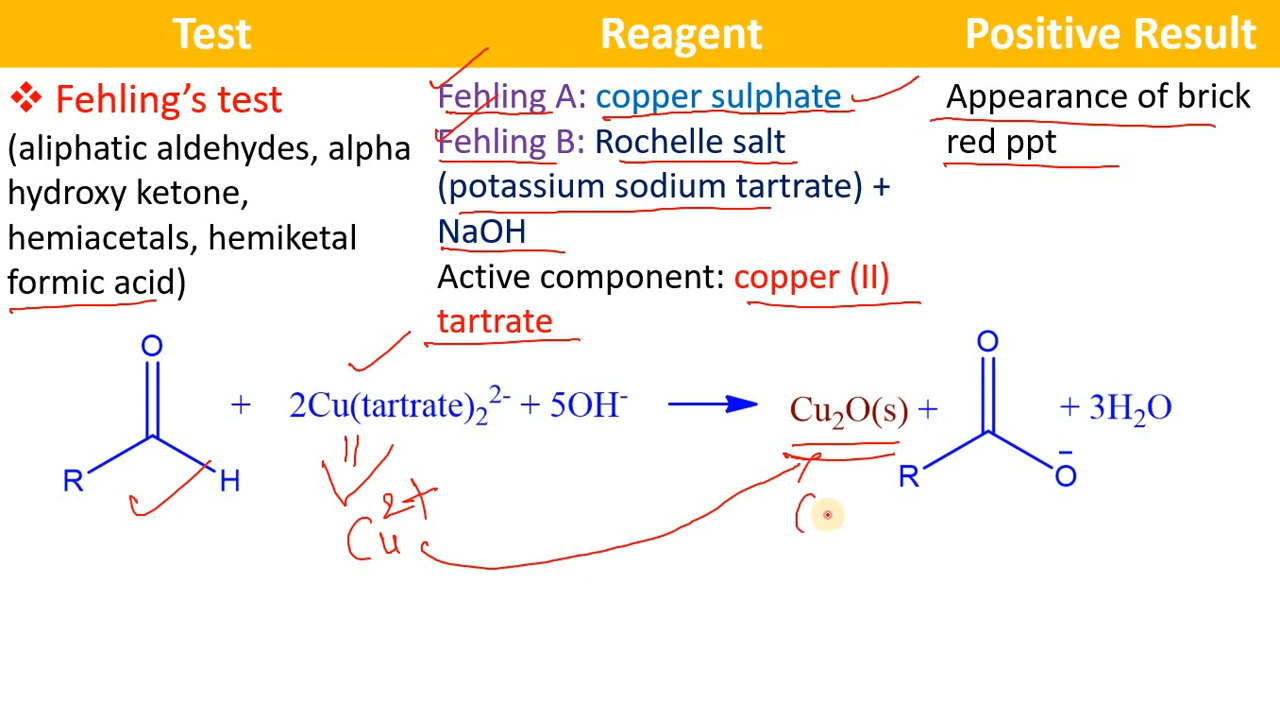 Test Reagent Positive Result
❖ Fehling's test
(aliphatic aldehydes, alpha
hydroxy ketone,
hemiacetals, hemiketal
formic acid)
Fehling A: copper sulphate
Fehling B: Rochelle salt
(potassium sodium tartrate) +
NaOH
Active component: copper (II)
tartrate
Appearance of brick
red ppt
O
R H
+ 2Cu(tartrate)₂²⁻ + 5OH⁻ → Cu₂O(s) +
O
R O⁻
+ 3H₂O
Cu²⁺
C